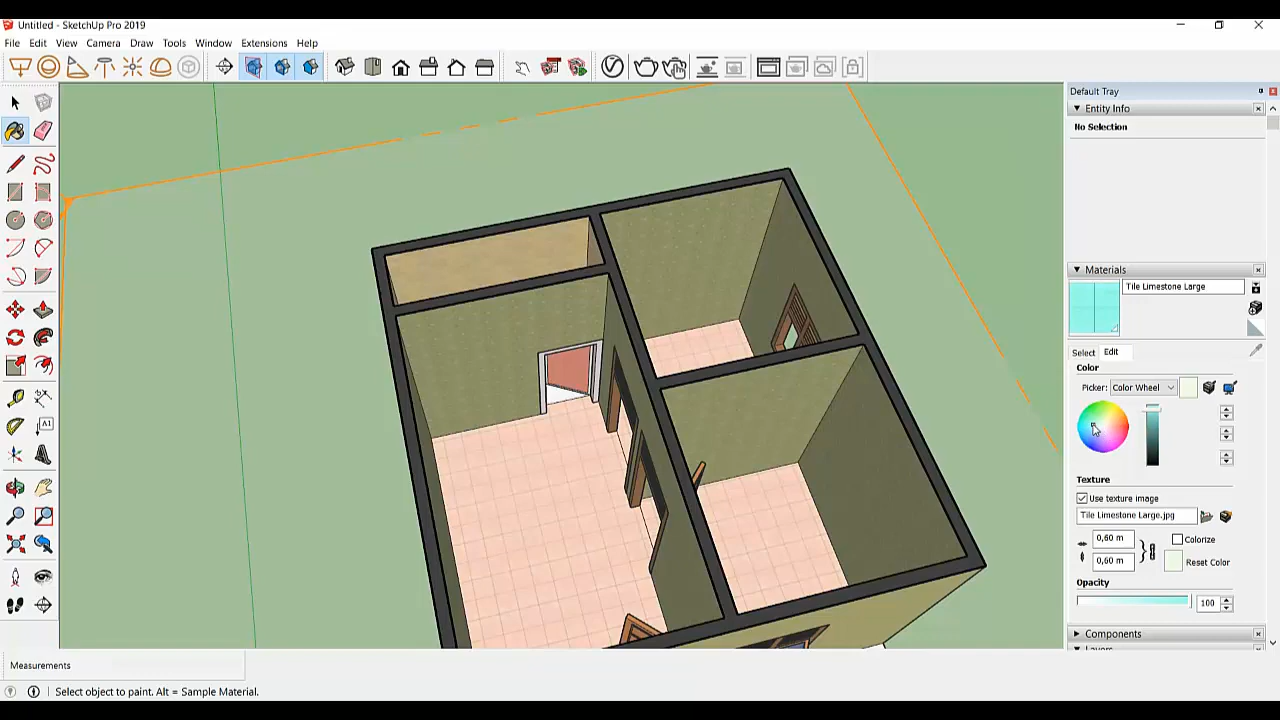 Untitled - SketchUp Pro 2019
File Edit View Camera Draw Tools Window Extensions Help
Default Tray
Entity Info
No Selection
Materials
Tile Limestone Large
Select Edit
Color
Picker: Color Wheel
Texture
Use texture image
Tile Limestone Large.jpg
0,60 m Colorize
0,60 m Reset Color
Opacity
100
Components
Layers
A1
Measurements
Select object to paint. Alt = Sample Material.